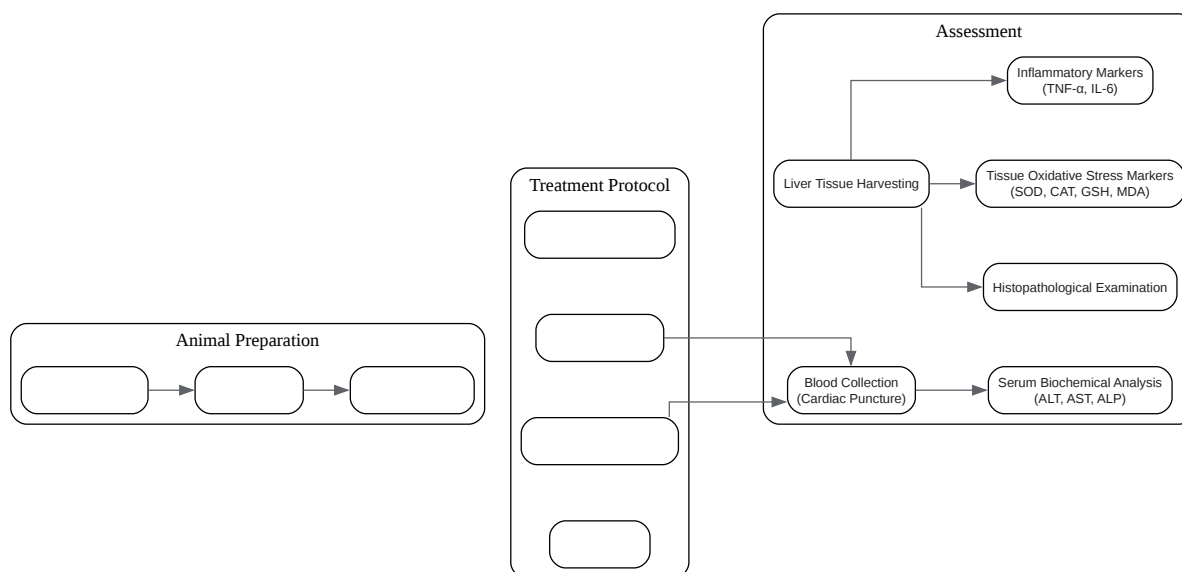 Assessment
Inflammatory Markers
(TNF-α, IL-6)
Treatment Protocol
Liver Tissue Harvesting
Tissue Oxidative Stress Markers
(SOD, CAT, GSH, MDA)
Histopathological Examination
Animal Preparation
Blood Collection
(Cardiac Puncture)
Serum Biochemical Analysis
(ALT, AST, ALP)